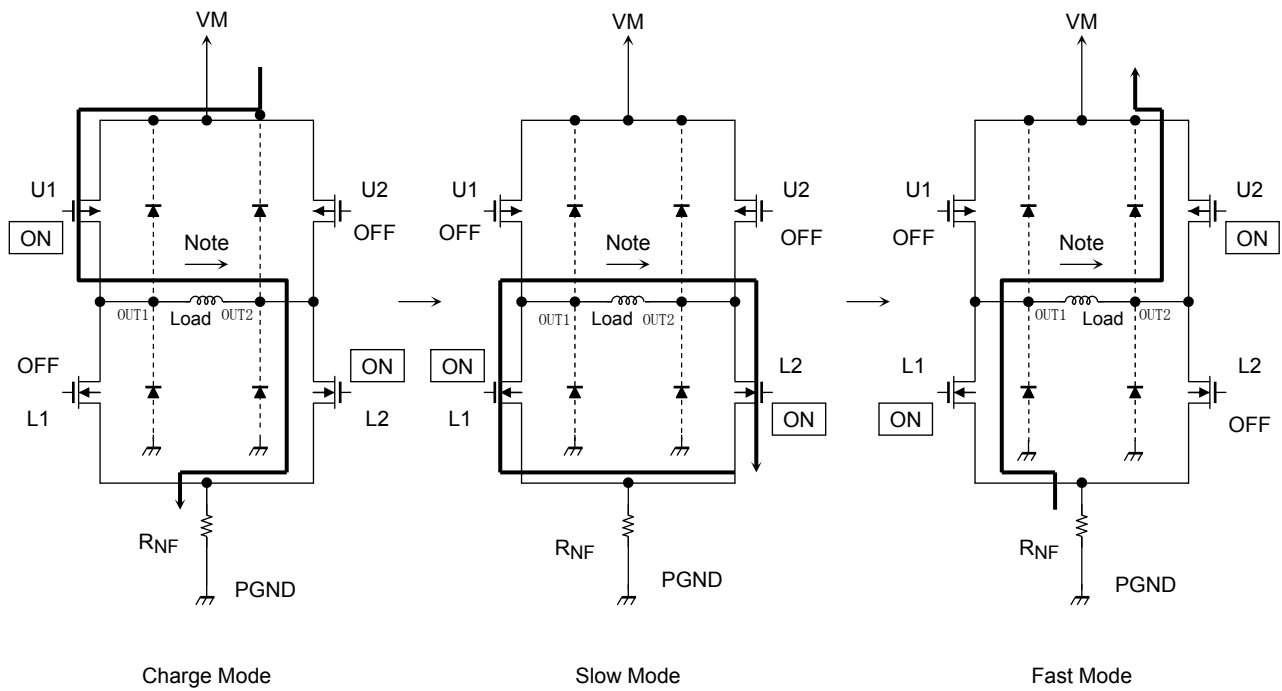 VM
U1
ON
U2
OFF
Note
OUT1
Load
OUT2
OFF
L1
ON
L2
RNF
PGND
Charge Mode
VM
U1
OFF
U2
OFF
Note
OUT1
Load
OUT2
ON
L1
L2
ON
RNF
PGND
Slow Mode
VM
U1
OFF
U2
ON
Note
OUT1
Load
OUT2
L1
ON
L2
OFF
RNF
PGND
Fast Mode